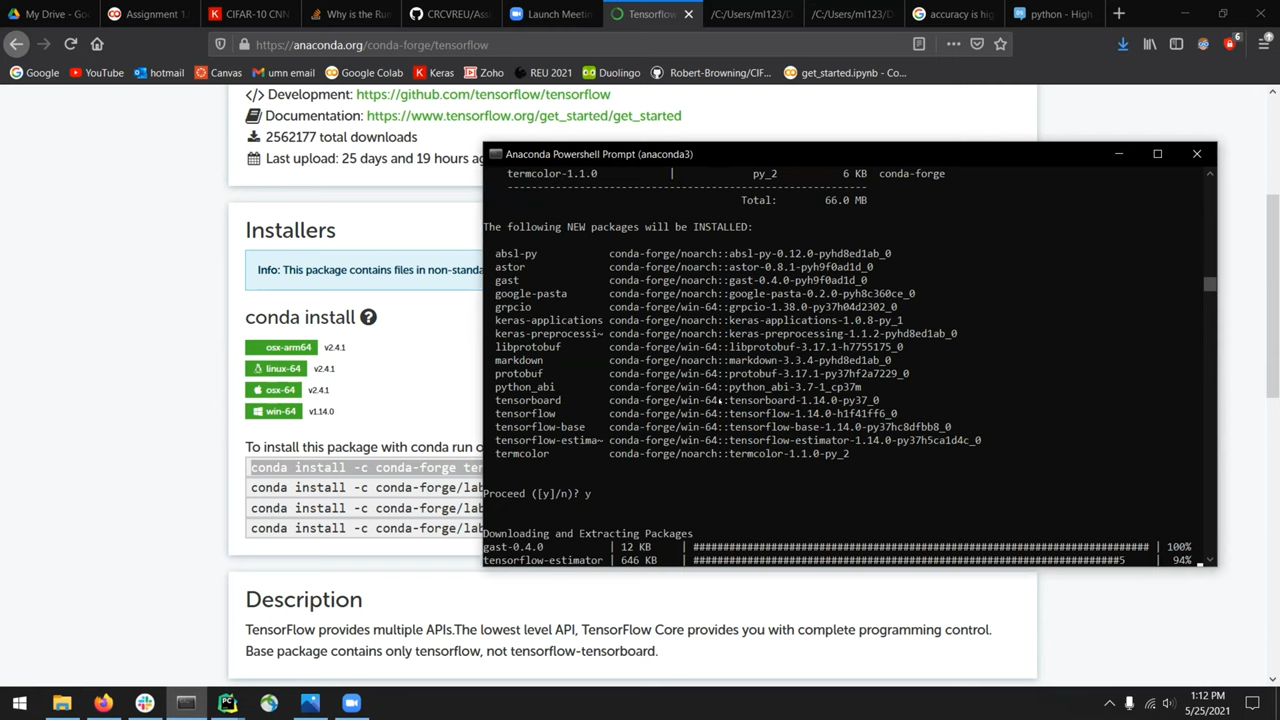 My Drive - Goo
Assignment 1.
CIFAR-10 CNN
Why is the Run
CRCVREU/Assi
Launch Meetin
Tensorflow
/C:/Users/ml123/D
/C:/Users/ml123/D
accuracy is hig
python - High
https://anaconda.org/conda-forge/tensorflow
6
Google
YouTube
hotmail
Canvas
umn email
Google Colab
Keras
Zoho
REU 2021
Duolingo
Robert-Browning/CIF...
get_started.ipynb - Co...
</> Development: https://github.com/tensorflow/tensorflow
Documentation: https://www.tensorflow.org/get_started/get_started
2562177 total downloads
Last upload: 25 days and 19 hours ag
Installers
Info: This package contains files in non-standa
conda install
osx-arm64 v2.4.1
linux-64 v2.4.1
osx-64 v2.4.1
win-64 v1.14.0
To install this package with conda run o
conda install -c conda-forge ten
conda install -c conda-forge/lab
conda install -c conda-forge/lab
conda install -c conda-forge/lab
Description
TensorFlow provides multiple APIs.The lowest level API, TensorFlow Core provides you with complete programming control.
Base package contains only tensorflow, not tensorflow-tensorboard.
Anaconda Powershell Prompt (anaconda3)
termcolor-1.1.0 | py_2 6 KB conda-forge
------------------------------------------------------------
Total: 66.0 MB
The following NEW packages will be INSTALLED:
absl-py conda-forge/noarch::absl-py-0.12.0-pyhd8ed1ab_0
astor conda-forge/noarch::astor-0.8.1-pyh9f0ad1d_0
gast conda-forge/noarch::gast-0.4.0-pyh9f0ad1d_0
google-pasta conda-forge/noarch::google-pasta-0.2.0-pyh8c360ce_0
grpcio conda-forge/win-64::grpcio-1.38.0-py37h04d2302_0
keras-applications conda-forge/noarch::keras-applications-1.0.8-py_1
keras-preprocessi~ conda-forge/noarch::keras-preprocessing-1.1.2-pyhd8ed1ab_0
libprotobuf conda-forge/win-64::libprotobuf-3.17.1-h7755175_0
markdown conda-forge/noarch::markdown-3.3.4-pyhd8ed1ab_0
protobuf conda-forge/win-64::protobuf-3.17.1-py37hf2a7229_0
python_abi conda-forge/win-64::python_abi-3.7-1_cp37m
tensorboard conda-forge/win-64::tensorboard-1.14.0-py37_0
tensorflow conda-forge/win-64::tensorflow-1.14.0-h1f41ff6_0
tensorflow-base conda-forge/win-64::tensorflow-base-1.14.0-py37hc8dfbb8_0
tensorflow-estima~ conda-forge/win-64::tensorflow-estimator-1.14.0-py37h5ca1d4c_0
termcolor conda-forge/noarch::termcolor-1.1.0-py_2
Proceed ([y]/n)? y
Downloading and Extracting Packages
gast-0.4.0 | 12 KB | ##################################################################### | 100%
tensorflow-estimator | 646 KB | ################################################################5 | 94%
1:12 PM
5/25/2021